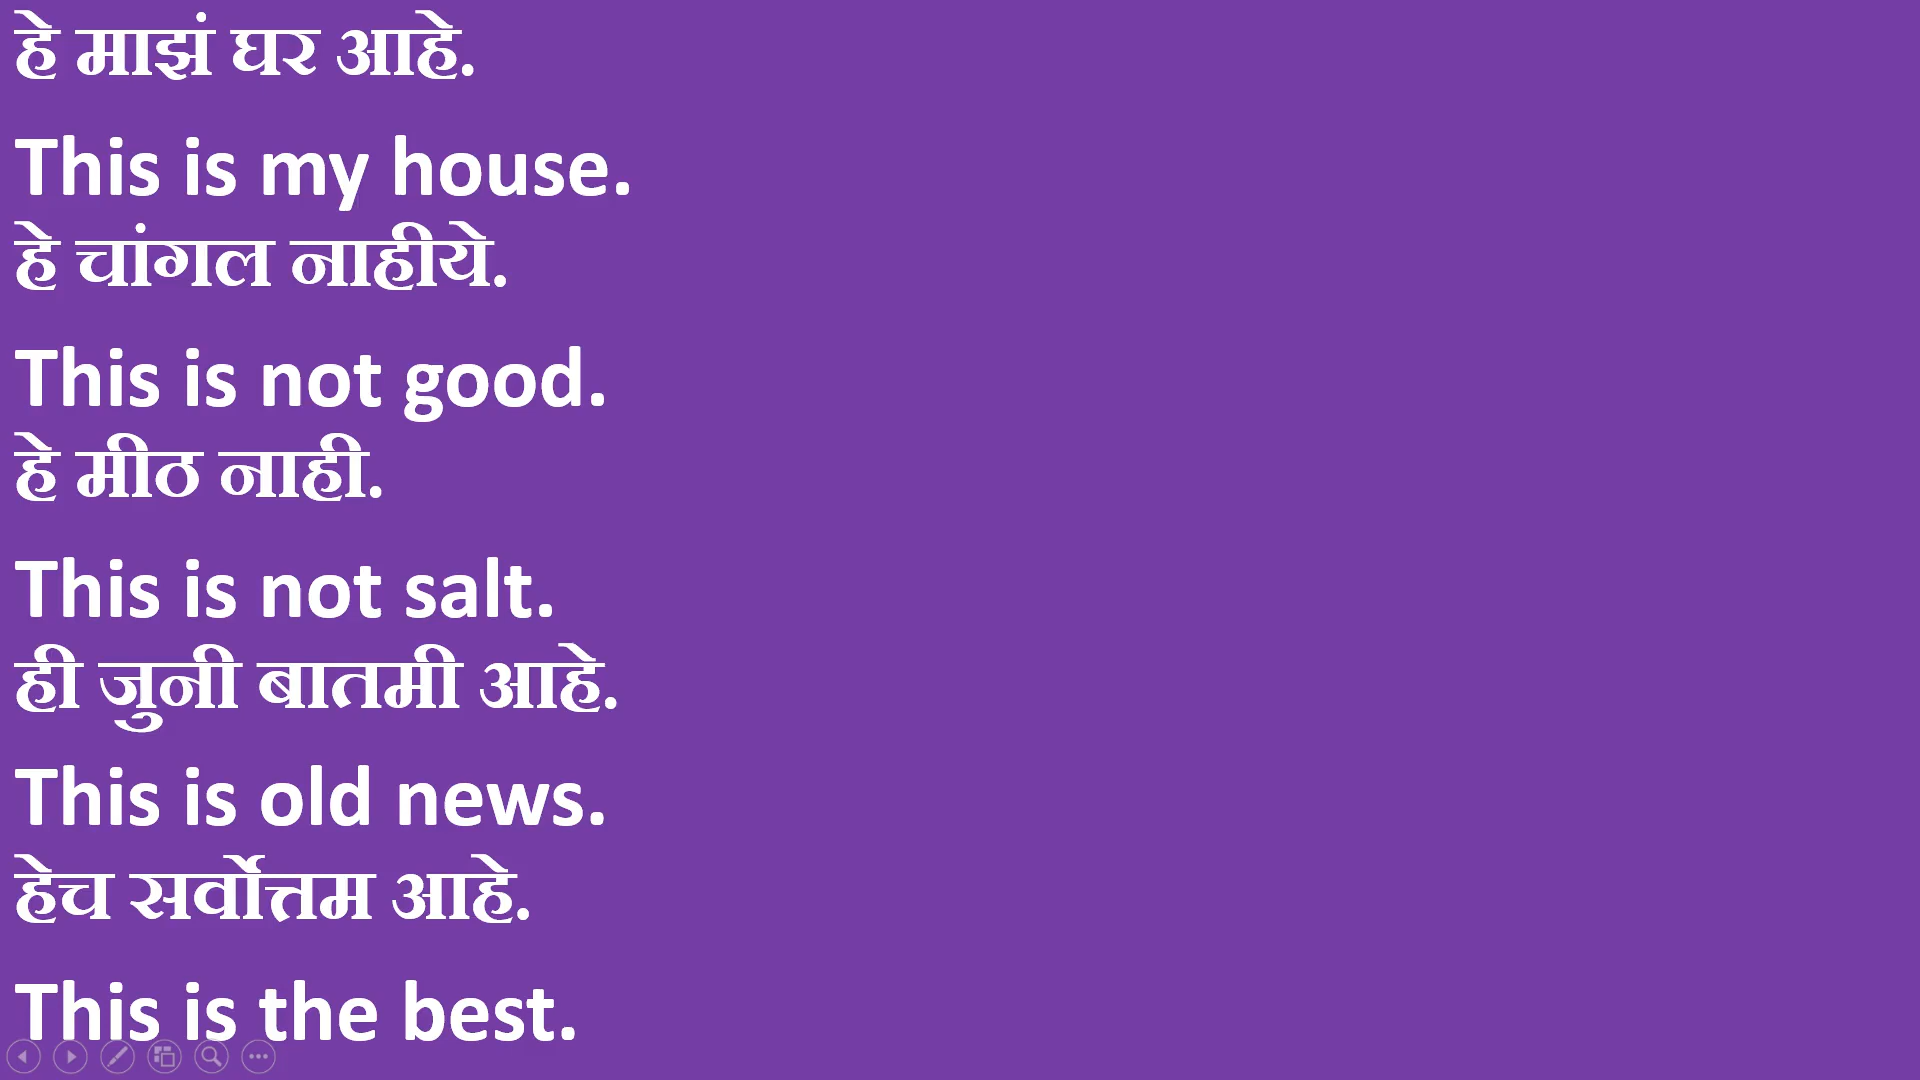 हे माझं घर आहे.
This is my house.
हे चांगल नाहीये.
This is not good.
हे मीठ नाही.
This is not salt.
ही जुनी बातमी आहे.
This is old news.
हेच सर्वोत्तम आहे.
This is the best.